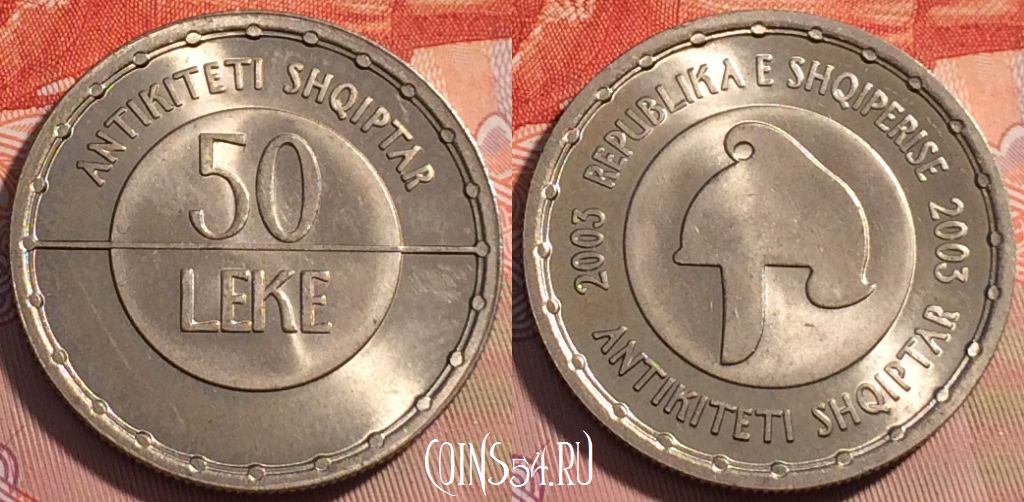 ANTIKITETI SHQIPTAR
50
LEKE
REPUBLIKA E SHQIPERISE
2003
2003
ANTIKITETI SHQIPTAR
COINS54.RU